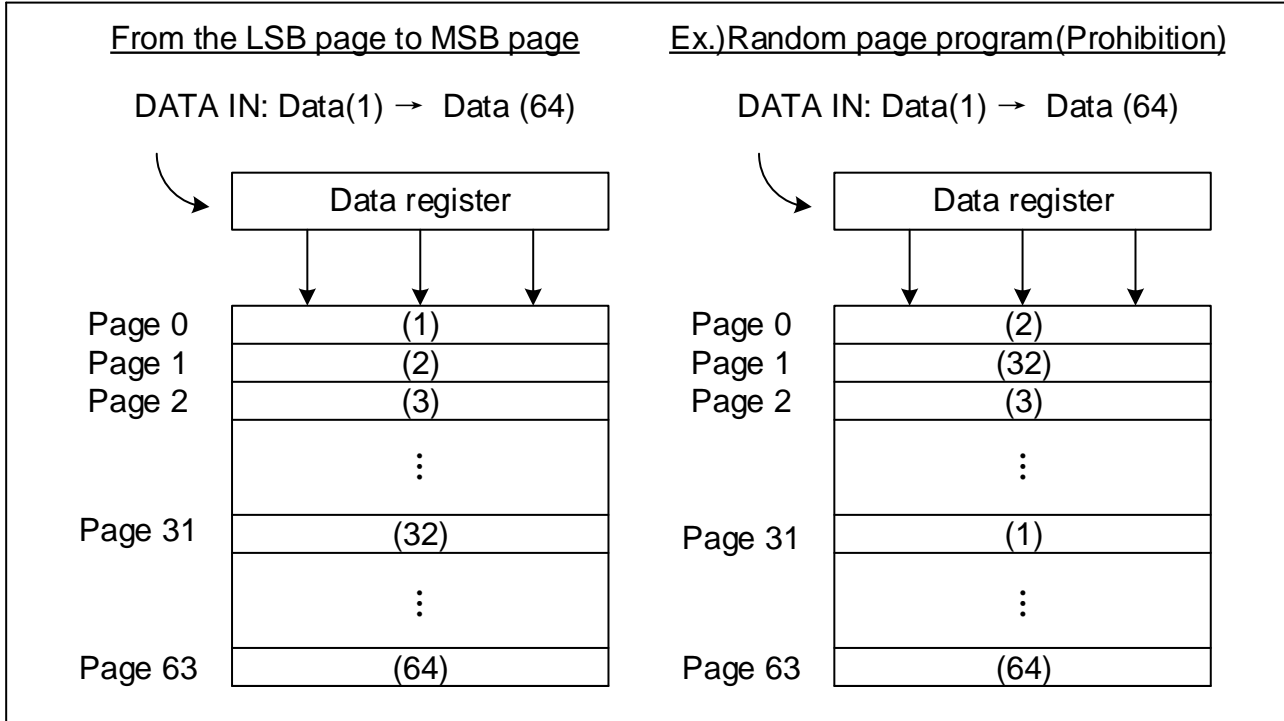 From the LSB page to MSB page
DATA IN: Data(1) → Data (64)
Data register
Page 0 (1)
Page 1 (2)
Page 2 (3)
⋮
Page 31 (32)
⋮
Page 63 (64)
Ex.)Random page program(Prohibition)
DATA IN: Data(1) → Data (64)
Data register
Page 0 (2)
Page 1 (32)
Page 2 (3)
⋮
Page 31 (1)
⋮
Page 63 (64)